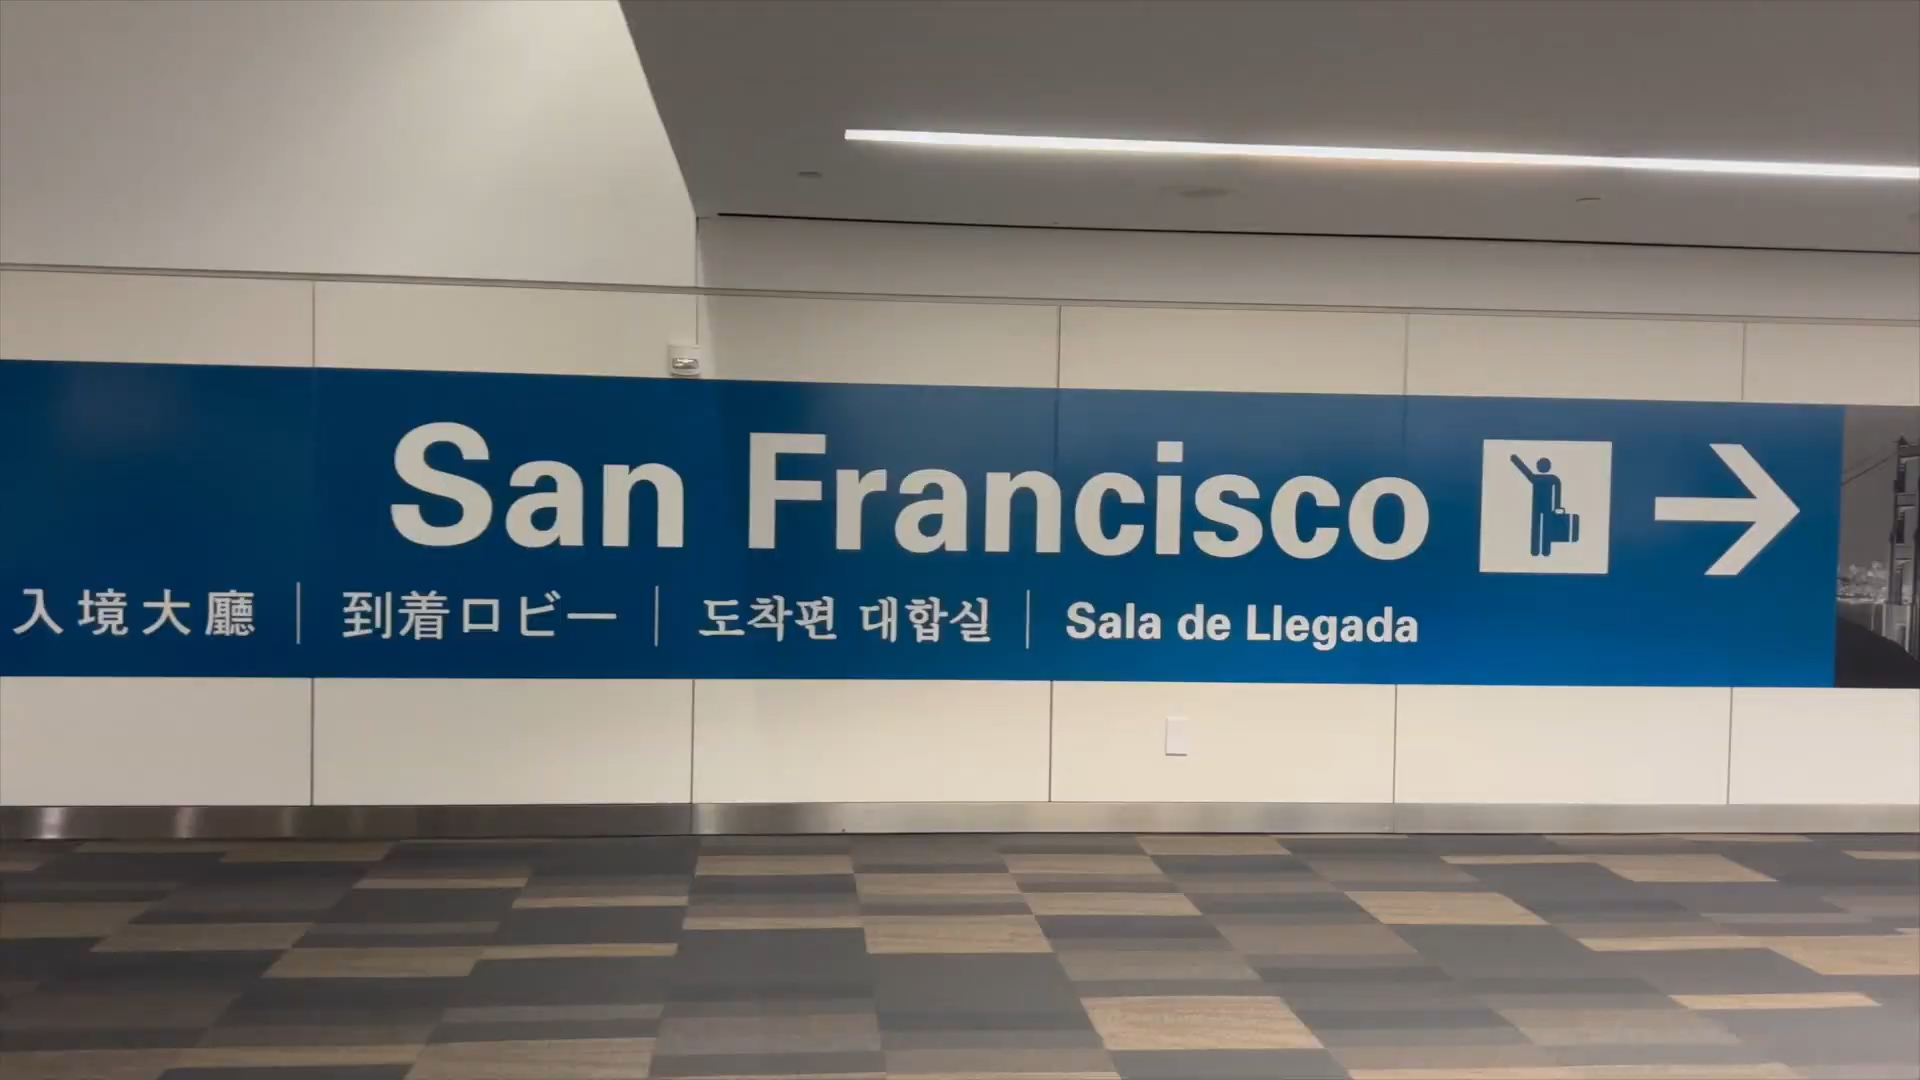 San Francisco
入境大廳 | 到着ロビー | 도착편 대합실 | Sala de Llegada